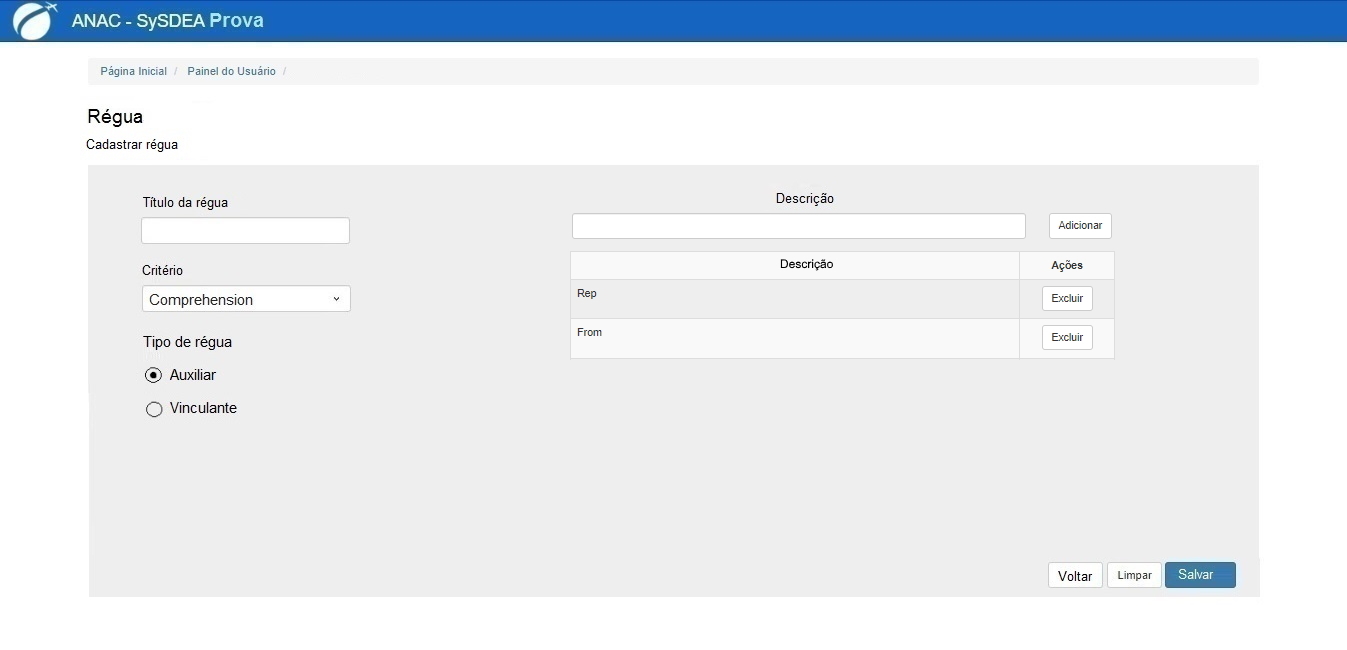 ANAC - SySDEA Prova
Página Inicial / Painel do Usuário /
Régua
Cadastrar régua
Título da régua
Critério
Comprehension
Tipo de régua
Auxiliar
Vinculante
Descrição
Adicionar
Descrição Ações
Rep Excluir
From Excluir
Voltar Limpar Salvar